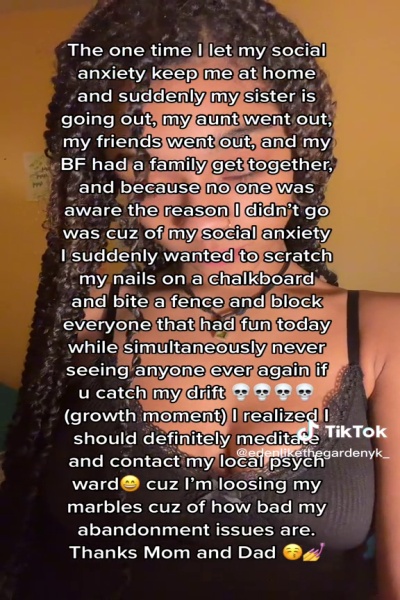 The one time I let my social
anxiety keep me at home
and suddenly my sister is
going out, my aunt went out,
my friends went out, and my
BF had a family get together,
and because no one was
aware the reason I didn't go
was cuz of my social anxiety
I suddenly wanted to scratch
my nails on a chalkboard
and bite a fence and block
everyone that had fun today
while simultaneously never
seeing anyone ever again if
u catch my drift 💀💀💀💀
(growth moment) I realized I
should definitely meditate
TikTok
@edenlikethegardenyk_
and contact my local psych
ward😄 cuz I'm loosing my
marbles cuz of how bad my
abandonment issues are.
Thanks Mom and Dad 😚💅